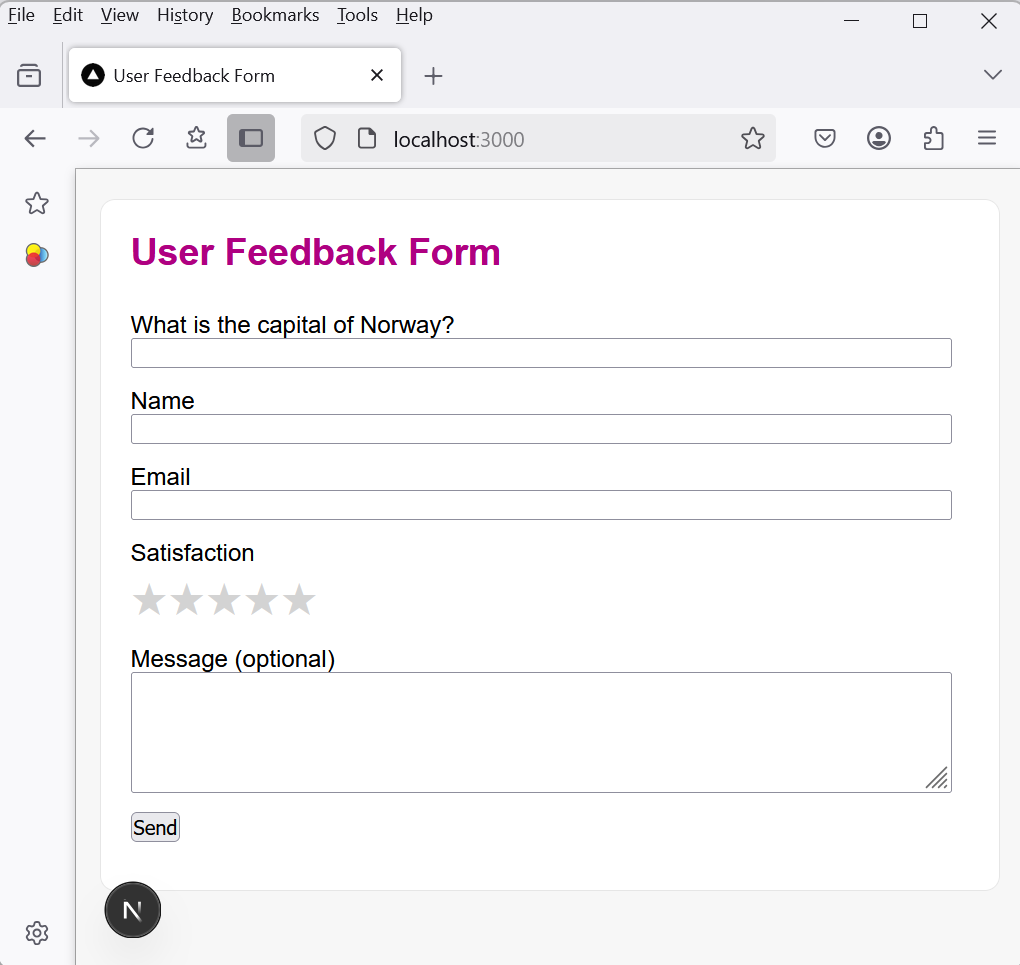 File Edit View History Bookmarks Tools Help
User Feedback Form
localhost:3000
User Feedback Form
What is the capital of Norway?
Name
Email
Satisfaction
Message (optional)
Send
N